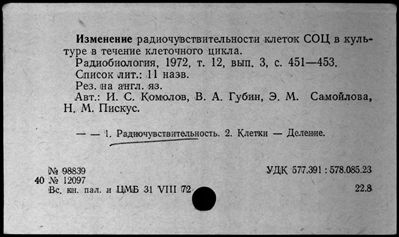 Изменение радиочувствительности клеток СОЦ в куль-
туре в течение клеточного цикла.
Радиобиология, 1972, т. 12, вып. 3, с. 451—453.
Список лит.: 11 назв.
Рез. на англ. яз.
Авт.: И. С. Комолов, В. А. Губин, Э. М. Самойлова,
Н. М. Пискус.
— — 1. Радиочувствительность. 2. Клетки — Деление.
№ 98839 УДК 577.391 : 578.085.23
40 № 12097 22.8
Вс. кн. пал. и ЦМБ 31 VIII 72